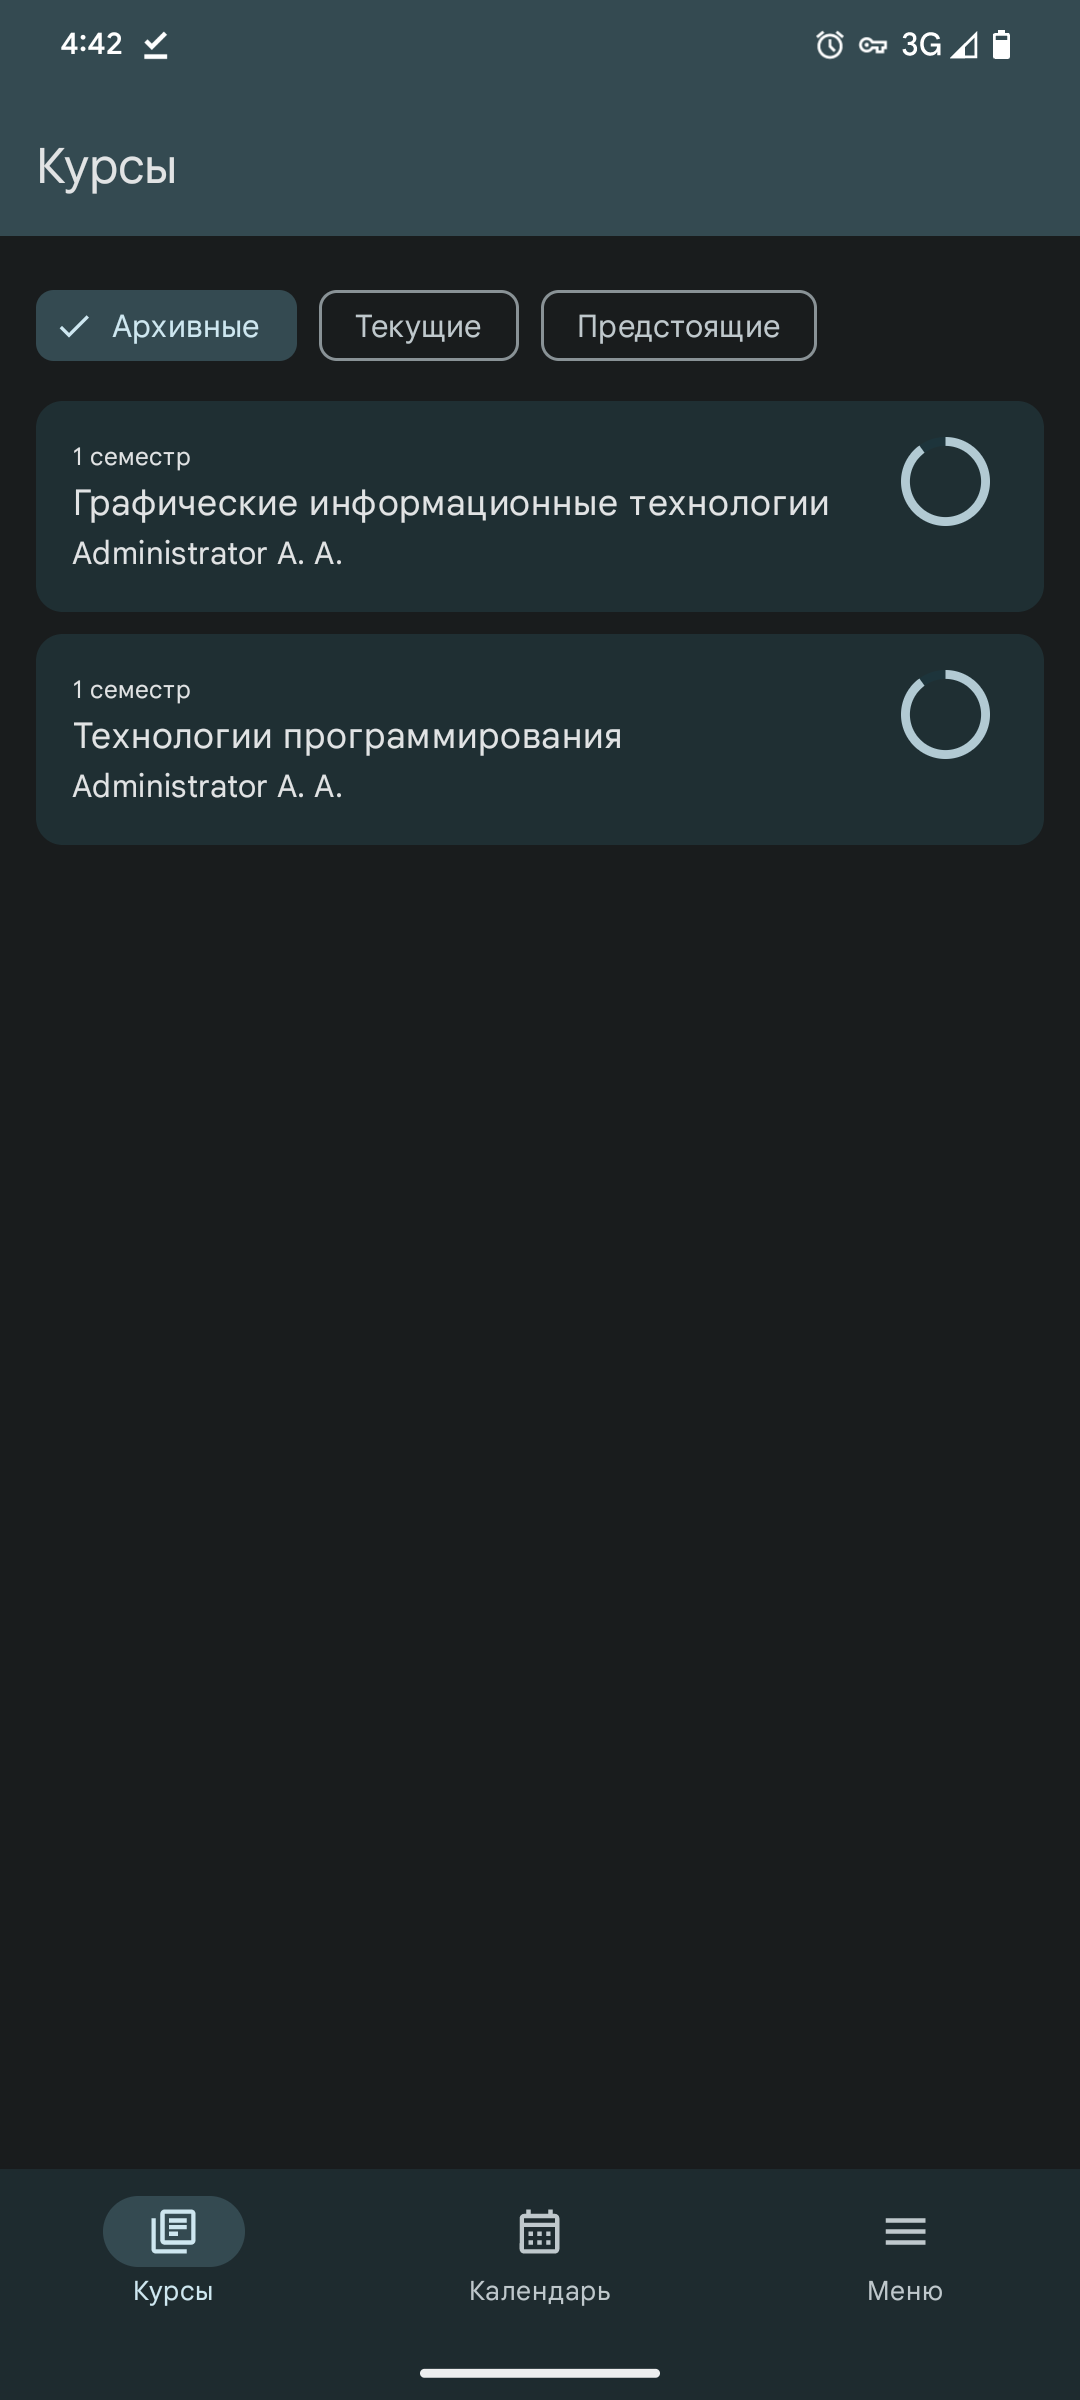 4:42
3G
Курсы
Архивные
Текущие
Предстоящие
1 семестр
Графические информационные технологии
Administrator A. A.
1 семестр
Технологии программирования
Administrator A. A.
Курсы
Календарь
Меню